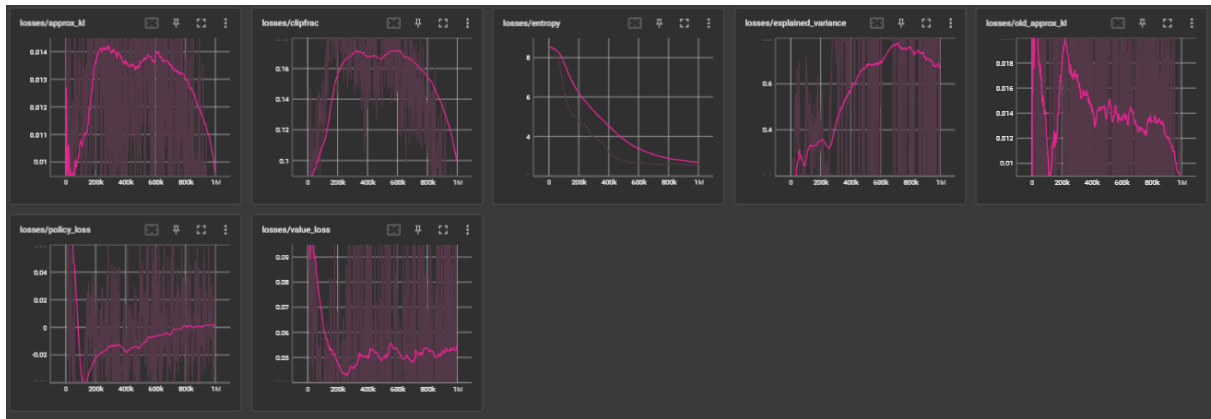 losses/approx_kl
0.014
0.013
0.012
0.011
0.01
0 200k 400k 600k 800k 1M
losses/clipfrac
0.16
0.14
0.12
0.1
0 200k 400k 600k 800k 1M
losses/entropy
8
6
4
0 200k 400k 600k 800k 1M
losses/explained_variance
0.6
0.4
0 200k 400k 600k 800k 1M
losses/old_approx_kl
0.018
0.016
0.014
0.01
0 200k 400k 600k 800k 1M
losses/policy_loss
0.04
0.02
0
-0.02
0 200k 400k 600k 800k 1M
losses/value_loss
0.09
0.08
0.07
0.06
0.05
0 200k 400k 600k 800k 1M